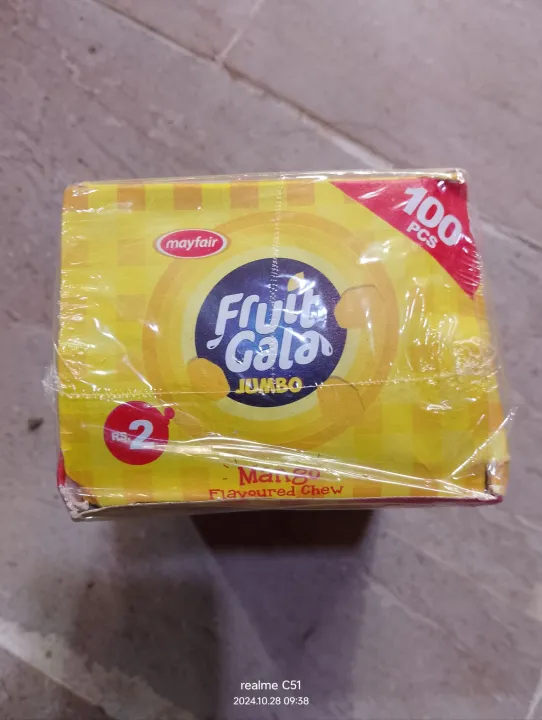 100
PCS
mayfair
Fruit
Gala
JUMBO
Rs. 2
Mango
Flavoured Chew
realme C51
2024.10.28 09:38